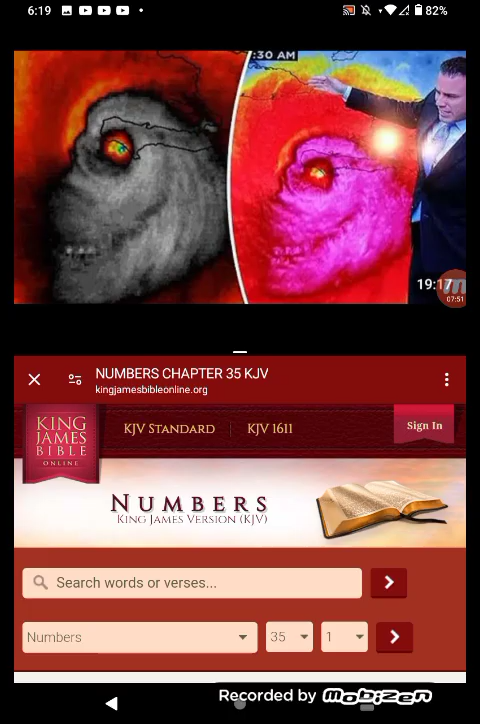 6:19
82%
:30 AM
19:17
07:51
NUMBERS CHAPTER 35 KJV
kingjamesbibleonline.org
KING
JAMES
BIBLE
ONLINE
KJV STANDARD
KJV 1611
Sign In
NUMBERS
KING JAMES VERSION (KJV)
Search words or verses...
Numbers
35
1
Recorded by Mobizen